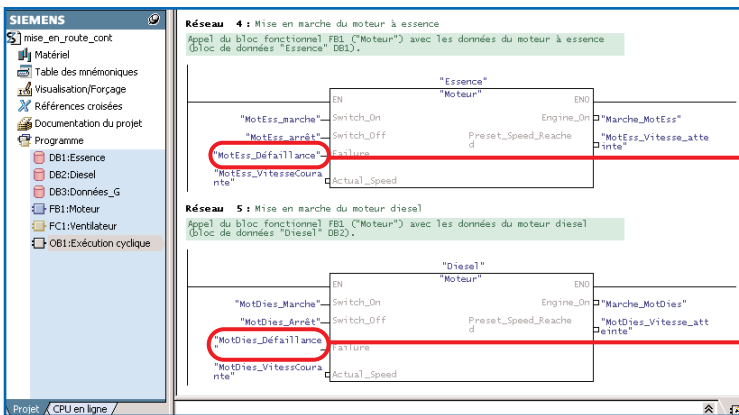 SIEMENS
mise_en_route_cont
Matériel
Table des mnémoniques
Visualisation/Forçage
Références croisées
Documentation du projet
Programme
DB1:Essence
DB2:Diesel
DB3:Données_G
FB1:Moteur
FC1:Ventilateur
OB1:Exécution cyclique
Projet
CPU en ligne
Réseau 4 : Mise en marche du moteur à essence
Appel du bloc fonctionnel FB1 ("Moteur") avec les données du moteur à essence
(bloc de données "Essence" DB1).
"Essence"
"Moteur"
EN ENO
"MotEss_marche" Switch_On Engine_On "Marche_MotEss"
"MotEss_arrêt" Switch_Off Preset_Speed_Reache "MotEss_Vitesse_atte
d inte"
"MotEss_Défaillance" Failure
"MotEss_VitesseCoura
nte" Actual_Speed
Réseau 5 : Mise en marche du moteur diesel
Appel du bloc fonctionnel FB1 ("Moteur") avec les données du moteur diesel
(bloc de données "Diesel" DB2).
"Diesel"
"Moteur"
EN ENO
"MotDies_Marche" Switch_On Engine_On "Marche_MotDies"
"MotDies_Arrêt" Switch_Off Preset_Speed_Reache "MotDies_Vitesse_att
d einte"
"MotDies_Défaillance
" Failure
"MotDies_VitessCoura
nte" Actual_Speed